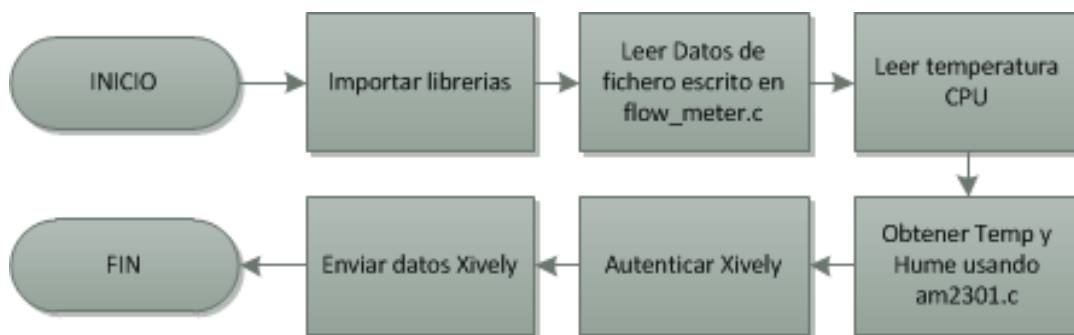 INICIO
Importar librerias
Leer Datos de
fichero escrito en
flow_meter.c
Leer temperatura
CPU
Obtener Temp y
Hume usando
am2301.c
Autenticar Xively
Enviar datos Xively
FIN